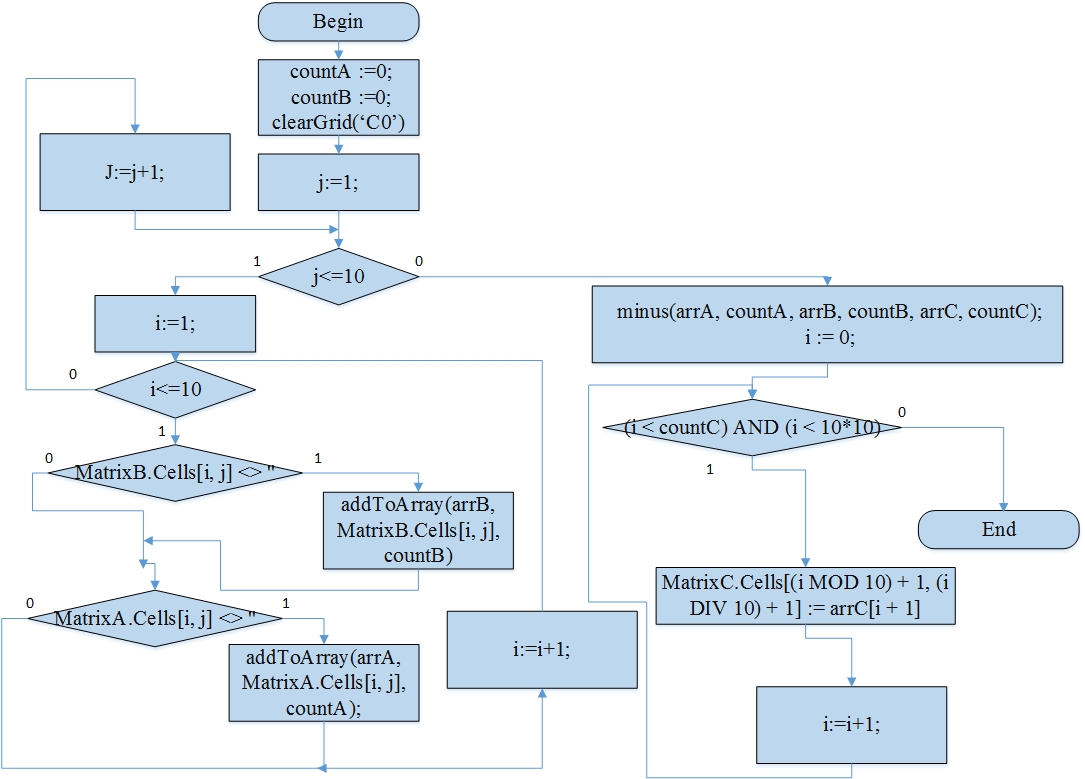 Begin
countA :=0;
countB :=0;
clearGrid(‘C0’)
J:=j+1;
j:=1;
1
0
j<=10
i:=1;
minus(arrA, countA, arrB, countB, arrC, countC);
i := 0;
0
i<=10
1
(i < countC) AND (i < 10*10)
0
1
0
MatrixB.Cells[i, j] <> "
1
addToArray(arrB,
MatrixB.Cells[i, j],
countB)
End
MatrixC.Cells[(i MOD 10) + 1, (i
DIV 10) + 1] := arrC[i + 1]
0
MatrixA.Cells[i, j] <> "
1
addToArray(arrA,
MatrixA.Cells[i, j],
countA);
i:=i+1;
i:=i+1;